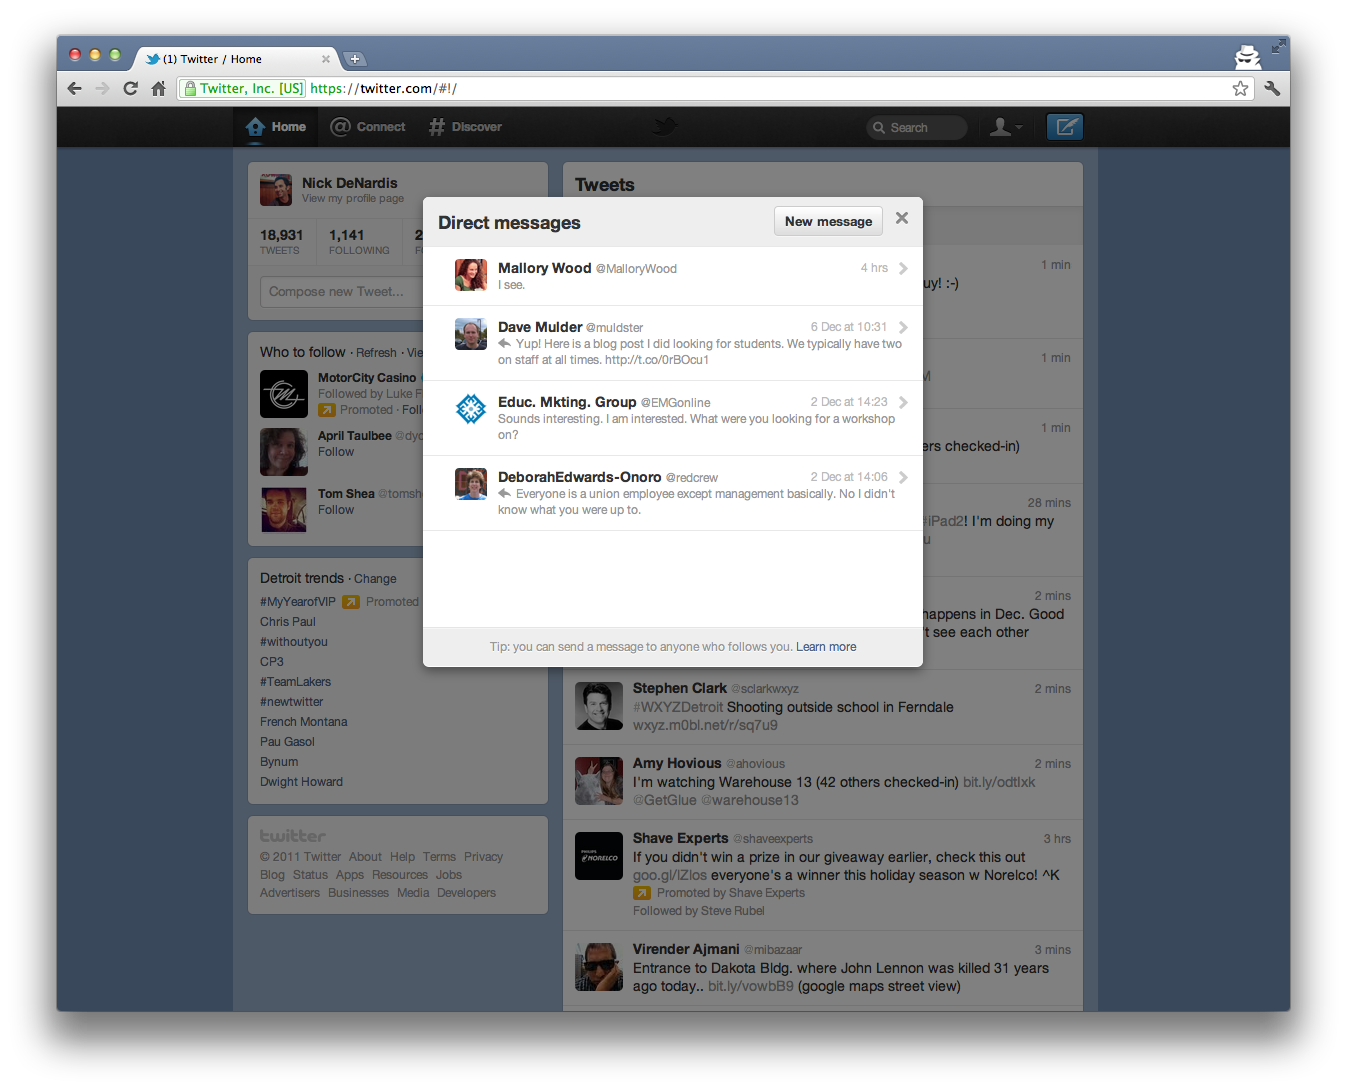 (1) Twitter / Home
Twitter, Inc. [US] https://twitter.com/#!/
Home Connect Discover Search
Nick DeNardis
View my profile page
18,931 1,141 2
TWEETS FOLLOWING F
Compose new Tweet...
Who to follow · Refresh · Vie
MotorCity Casino
Followed by Luke F
Promoted · Foll
April Taulbee @dyc
Follow
Tom Shea @tomshe
Follow
Detroit trends · Change
#MyYearofVIP Promoted
Chris Paul
#withoutyou
CP3
#TeamLakers
#newtwitter
French Montana
Pau Gasol
Bynum
Dwight Howard
twitter
© 2011 Twitter About Help Terms Privacy
Blog Status Apps Resources Jobs
Advertisers Businesses Media Developers
Direct messages New message
Mallory Wood @MalloryWood 4 hrs
I see.
Dave Mulder @muldster 6 Dec at 10:31
Yup! Here is a blog post I did looking for students. We typically have two
on staff at all times. http://t.co/0rBOcu1
Educ. Mkting. Group @EMGonline 2 Dec at 14:23
Sounds interesting. I am interested. What were you looking for a workshop
on?
DeborahEdwards-Onoro @redcrew 2 Dec at 14:06
Everyone is a union employee except management basically. No I didn't
know what you were up to.
Tip: you can send a message to anyone who follows you. Learn more
Tweets
1 min
uy! :-)
1 min
M
1 min
ers checked-in)
28 mins
#iPad2! I'm doing my
u
2 mins
happens in Dec. Good
't see each other
Stephen Clark @sclarkwxyz 2 mins
#WXYZDetroit Shooting outside school in Ferndale
wxyz.m0bl.net/r/sq7u9
Amy Hovious @ahovious 2 mins
I'm watching Warehouse 13 (42 others checked-in) bit.ly/odtIxk
@GetGlue @warehouse13
PHILIPS
NORELCO
Shave Experts @shaveexperts 3 hrs
If you didn't win a prize in our giveaway earlier, check this out
goo.gl/lZIos everyone's a winner this holiday season w Norelco! ^K
Promoted by Shave Experts
Followed by Steve Rubel
Virender Ajmani @mibazaar 3 mins
Entrance to Dakota Bldg. where John Lennon was killed 31 years
ago today.. bit.ly/vowbB9 (google maps street view)